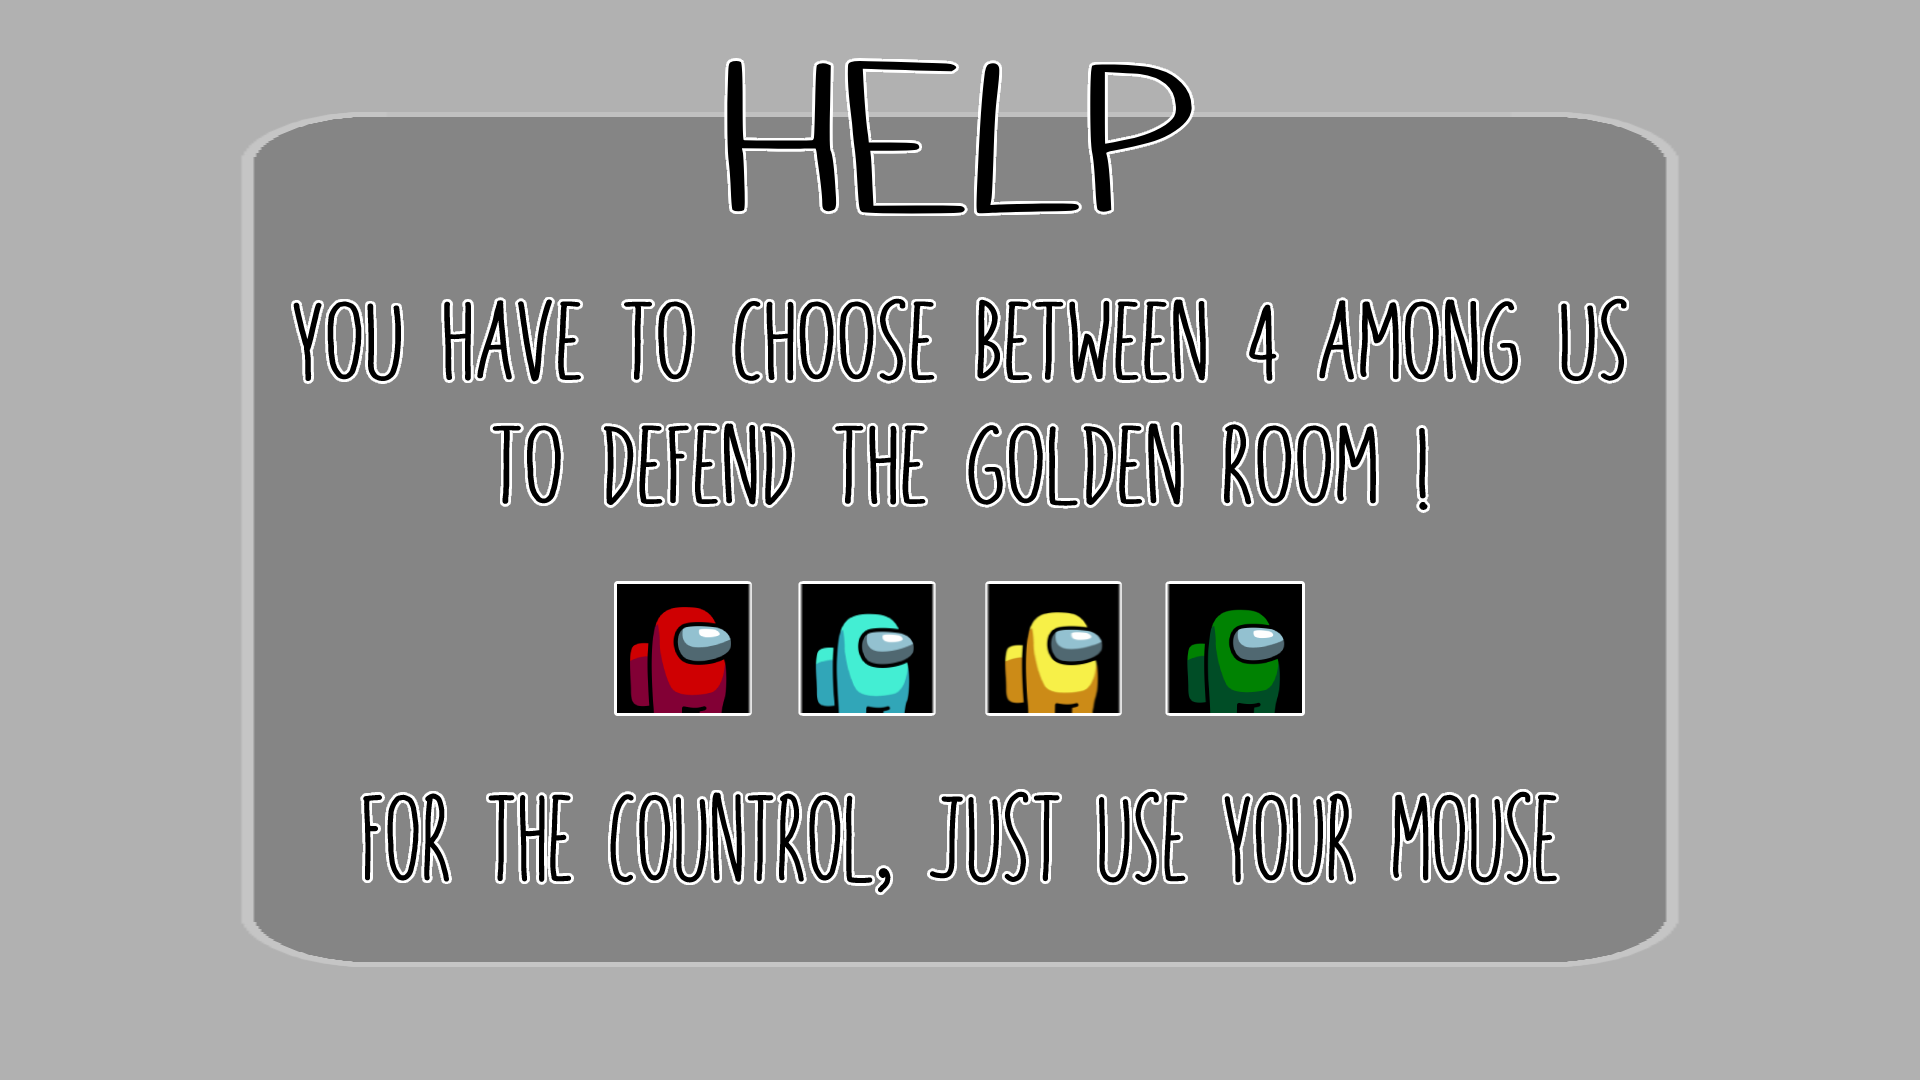 HELP
YOU HAVE TO CHOOSE BETWEEN 4 AMONG US
TO DEFEND THE GOLDEN ROOM !
FOR THE COUNTROL, JUST USE YOUR MOUSE